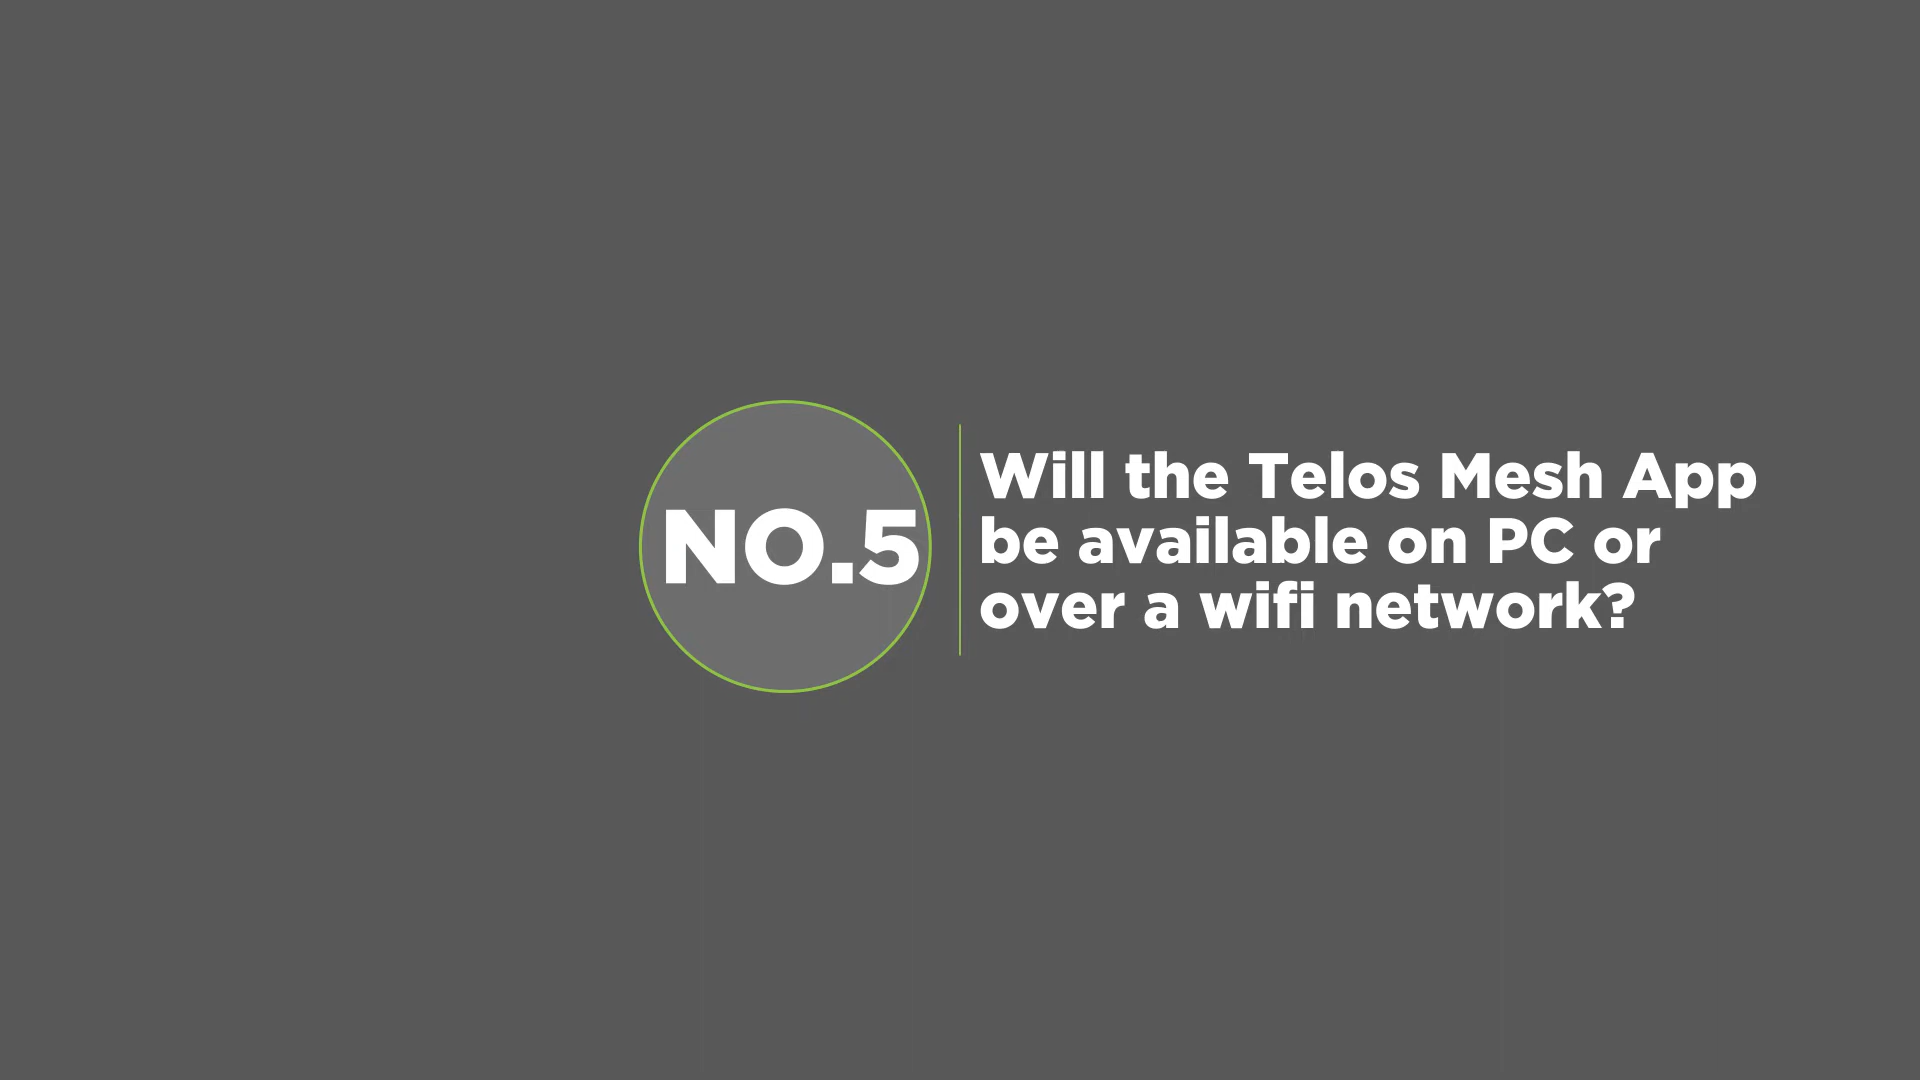 NO.5
Will the Telos Mesh App
be available on PC or
over a wifi network?